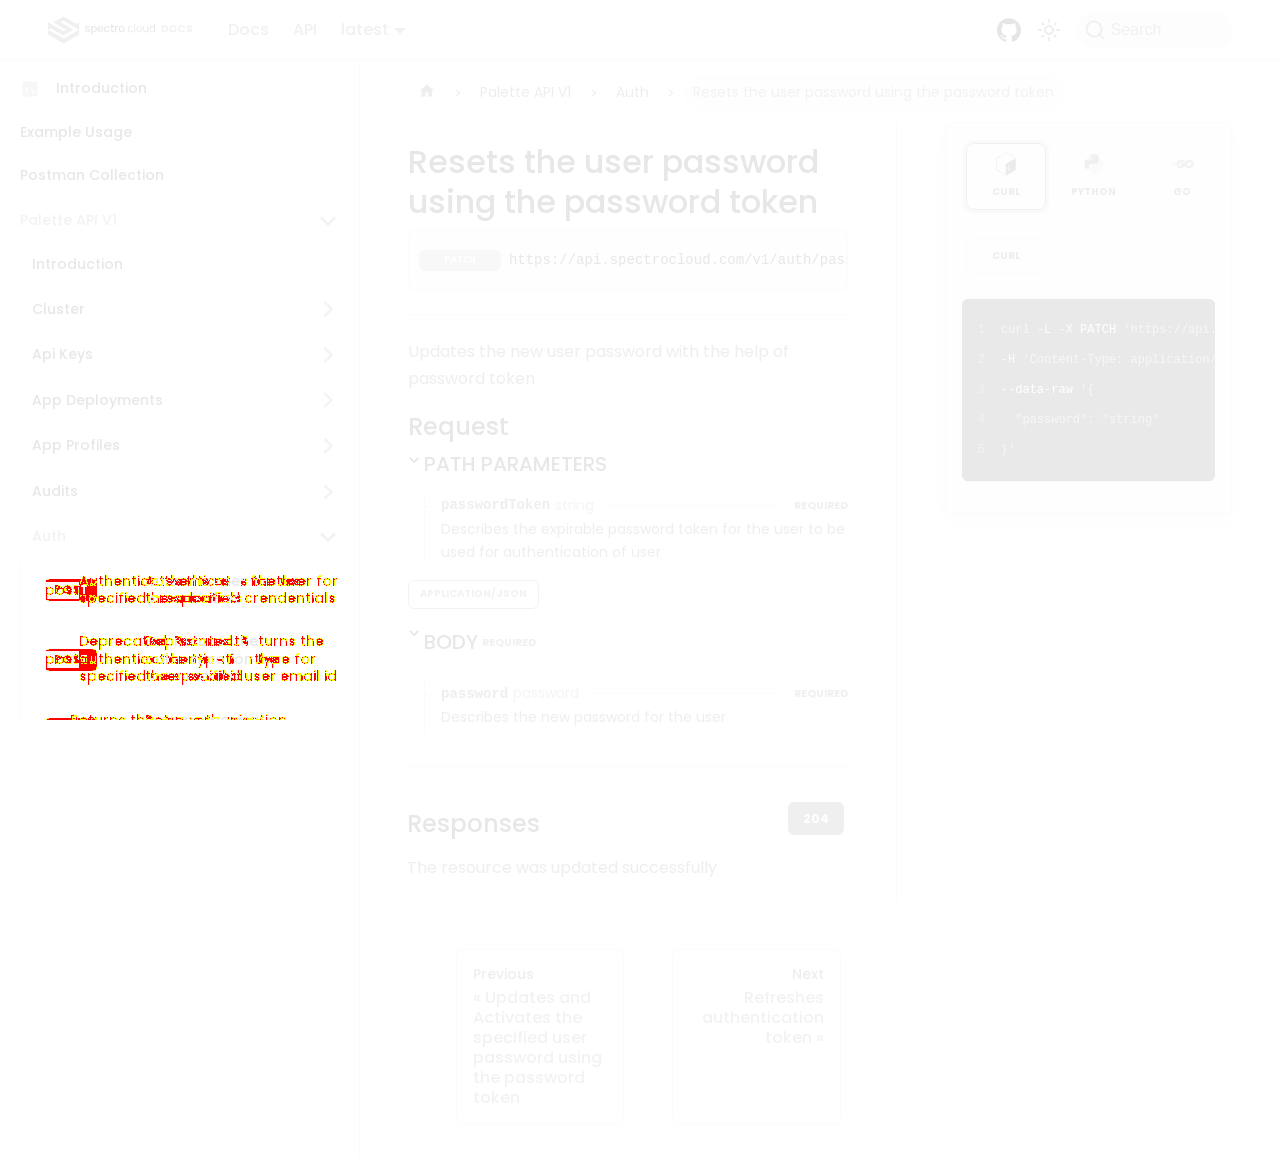 spectro cloud DOCS
Docs
API
latest
Search
Introduction
Example Usage
Postman Collection
Palette API V1
Introduction
Cluster
Api Keys
App Deployments
App Profiles
Audits
Auth
Palette API V1
Auth
Resets the user password using the password token
Resets the user password
using the password token
PATCH https://api.spectrocloud.com/v1/auth/pas
Updates the new user password with the help of
password token
Request
PATH PARAMETERS
passwordToken string REQUIRED
Describes the expirable password token for the user to be
used for authentication of user
APPLICATION/JSON
BODY REQUIRED
password password REQUIRED
Describes the new password for the user
Responses
204
The resource was updated successfully
Previous
« Updates and
Activates the
specified user
password using
the password
token
Next
Refreshes
authentication
token »
CURL
PYTHON
GO
CURL
1 curl -L -X PATCH 'https://api.
2 -H 'Content-Type: application/
3 --data-raw '{
4 "password": "string"
5 }'